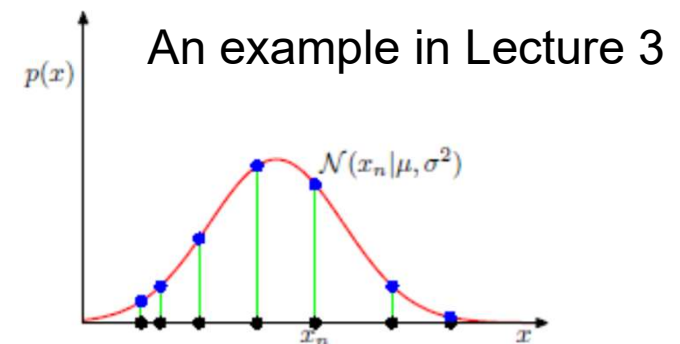 An example in Lecture 3
p(x)
𝒩(xₙ|μ, σ²)
xₙ
x